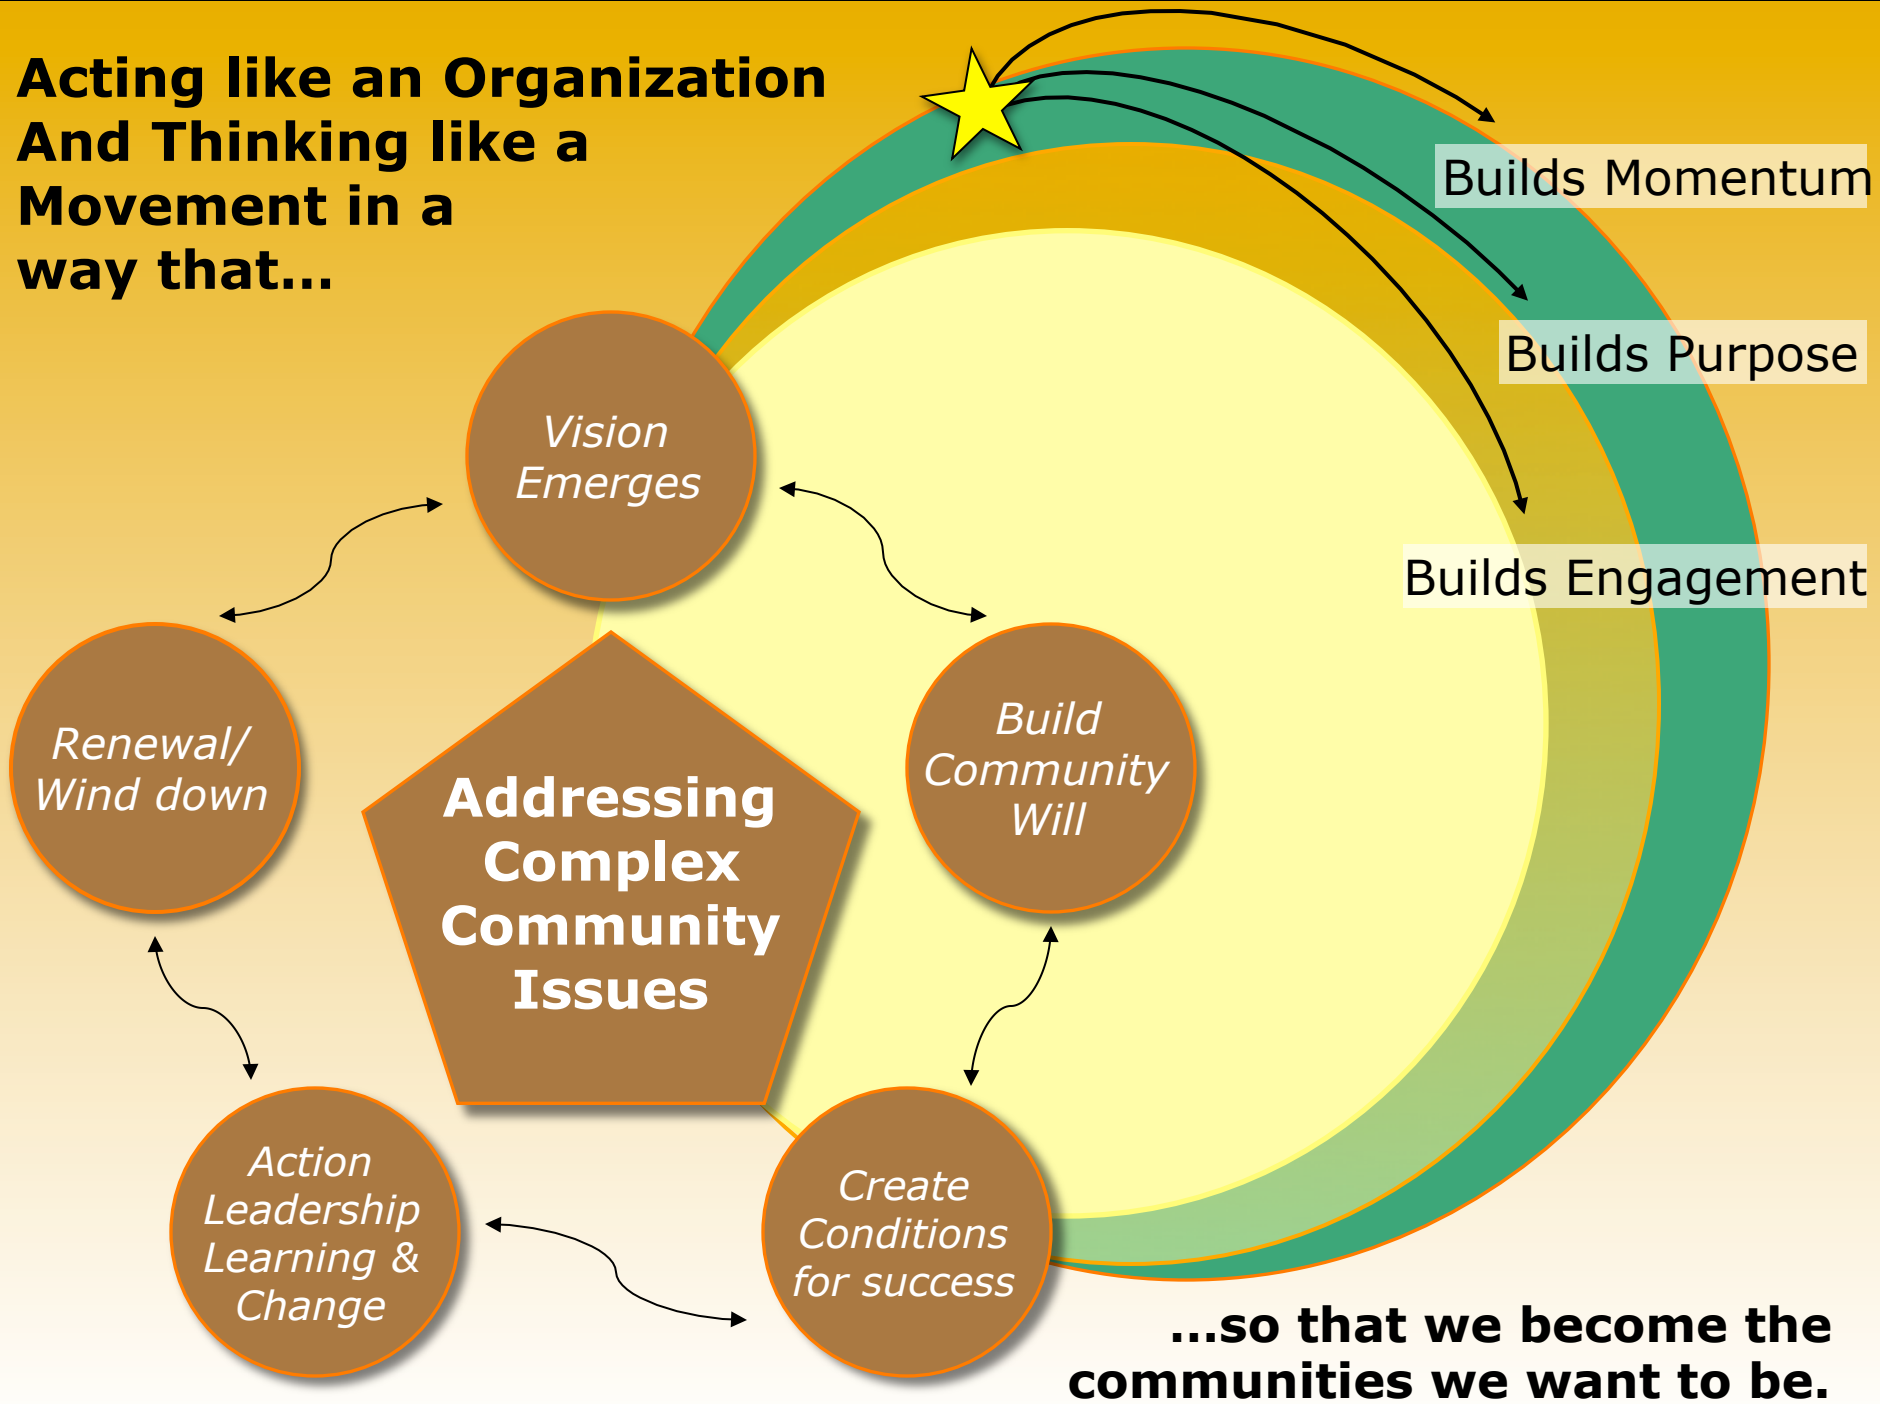 Acting like an Organization
And Thinking like a
Movement in a
way that…
Builds Momentum
Builds Purpose
Builds Engagement
Vision
Emerges
Renewal/
Wind down
Build
Community
Will
Addressing
Complex
Community
Issues
Action
Leadership
Learning &
Change
Create
Conditions
for success
…so that we become the
communities we want to be.